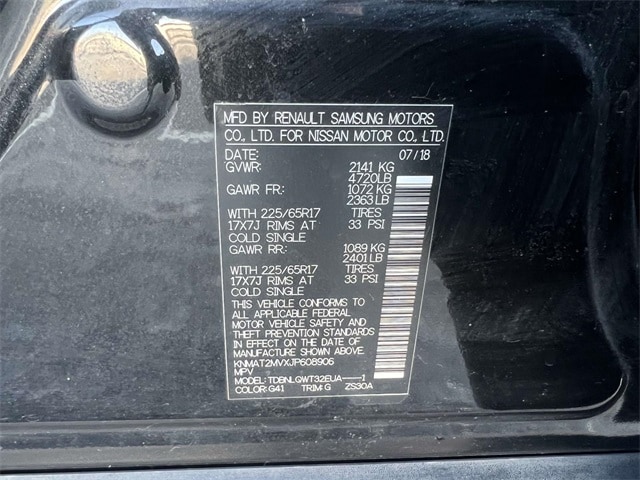 MFD BY RENAULT SAMSUNG MOTORS
CO., LTD. FOR NISSAN MOTOR CO., LTD.
DATE: 07/18
GVWR: 2141 KG
4720LB
GAWR FR: 1072 KG
2363 LB
WITH 225/65R17 TIRES
17X7J RIMS AT 33 PSI
COLD SINGLE
GAWR RR: 1089 KG
2401 LB
WITH 225/65R17 TIRES
17X7J RIMS AT 33 PSI
COLD SINGLE
THIS VEHICLE CONFORMS TO
ALL APPLICABLE FEDERAL
MOTOR VEHICLE SAFETY AND
THEFT PREVENTION STANDARDS
IN EFFECT ON THE DATE OF
MANUFACTURE SHOWN ABOVE.
KNMAT2MVXJP608906
MPV
MODEL: TDBNLQWT32EUA-----1
COLOR:G41 TRIM:G ZS30A